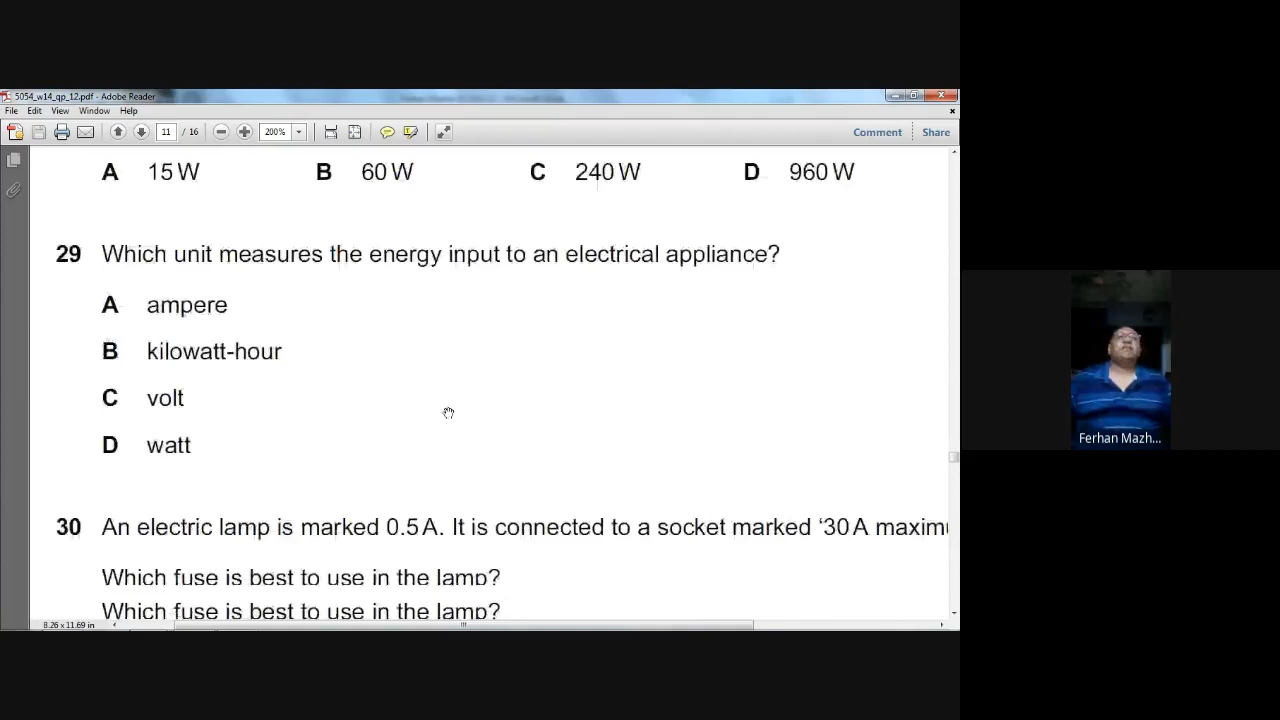 5054_w14_qp_12.pdf - Adobe Reader
File Edit View Window Help
11 / 16 200% Comment Share
A 15 W B 60 W C 240 W D 960 W
29 Which unit measures the energy input to an electrical appliance?
A ampere
B kilowatt-hour
C volt
D watt
30 An electric lamp is marked 0.5 A. It is connected to a socket marked ‘30 A maximu
Which fuse is best to use in the lamp?
Which fuse is best to use in the lamp?
8.26 x 11.69 in
Ferhan Mazh...